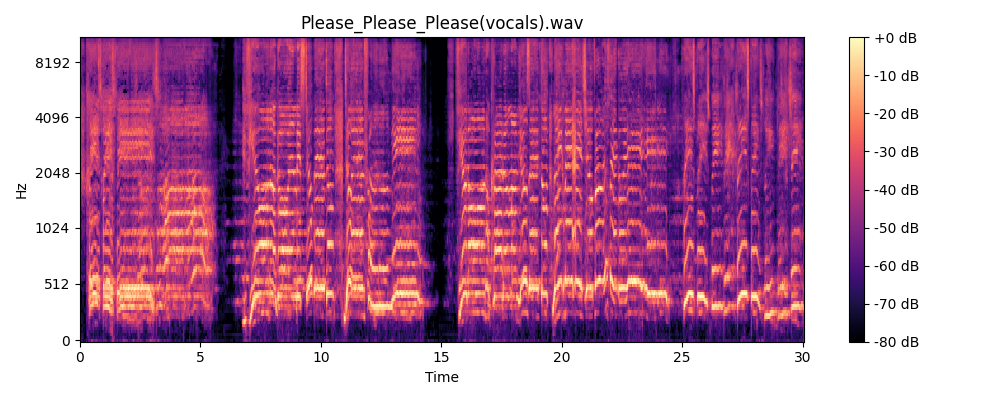 Please_Please_Please(vocals).wav
Hz
8192
4096
2048
1024
512
0
0 5 10 15 20 25 30
Time
+0 dB
-10 dB
-20 dB
-30 dB
-40 dB
-50 dB
-60 dB
-70 dB
-80 dB